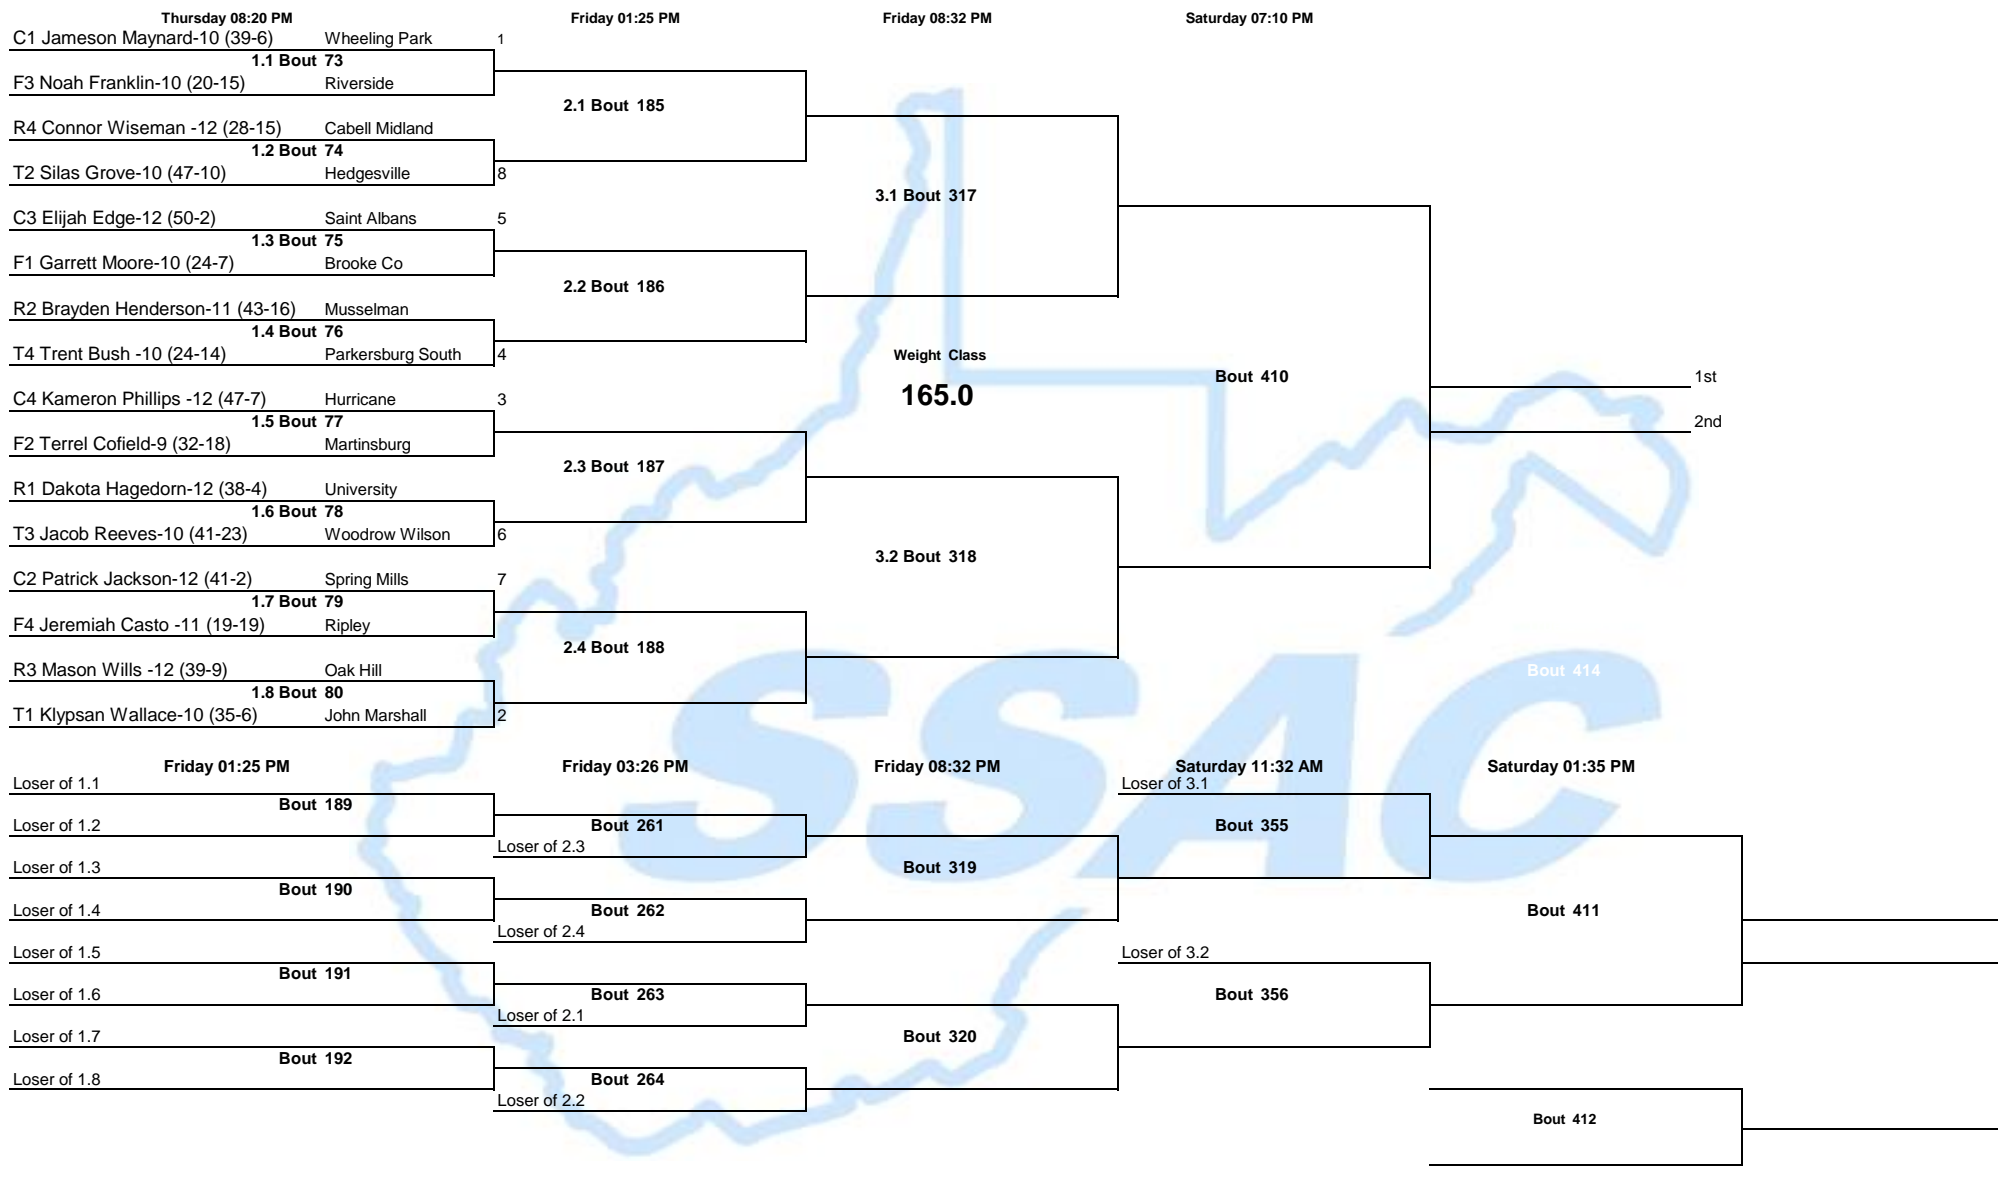 Thursday 08:20 PM Friday 01:25 PM Friday 08:32 PM Saturday 07:10 PM
C1 Jameson Maynard-10 (39-6) Wheeling Park 1
1.1 Bout 73
F3 Noah Franklin-10 (20-15) Riverside
2.1 Bout 185
R4 Connor Wiseman -12 (28-15) Cabell Midland
1.2 Bout 74
T2 Silas Grove-10 (47-10) Hedgesville 8
3.1 Bout 317
C3 Elijah Edge-12 (50-2) Saint Albans 5
1.3 Bout 75
F1 Garrett Moore-10 (24-7) Brooke Co
2.2 Bout 186
R2 Brayden Henderson-11 (43-16) Musselman
1.4 Bout 76
T4 Trent Bush -10 (24-14) Parkersburg South 4
Weight Class
165.0
Bout 410
1st
2nd
C4 Kameron Phillips -12 (47-7) Hurricane 3
1.5 Bout 77
F2 Terrel Cofield-9 (32-18) Martinsburg
2.3 Bout 187
R1 Dakota Hagedorn-12 (38-4) University
1.6 Bout 78
T3 Jacob Reeves-10 (41-23) Woodrow Wilson 6
3.2 Bout 318
C2 Patrick Jackson-12 (41-2) Spring Mills 7
1.7 Bout 79
F4 Jeremiah Casto -11 (19-19) Ripley
2.4 Bout 188
R3 Mason Wills -12 (39-9) Oak Hill
1.8 Bout 80
T1 Klypsan Wallace-10 (35-6) John Marshall 2
Bout 414
SSAC
Friday 01:25 PM Friday 03:26 PM Friday 08:32 PM Saturday 11:32 AM Saturday 01:35 PM
Loser of 1.1 Loser of 3.1
Bout 189
Loser of 1.2 Bout 261 Bout 355
Loser of 2.3
Loser of 1.3 Bout 319
Bout 190
Loser of 1.4 Bout 262 Bout 411
Loser of 2.4
Loser of 1.5 Loser of 3.2
Bout 191
Loser of 1.6 Bout 263 Bout 356
Loser of 2.1
Loser of 1.7 Bout 320
Bout 192
Loser of 1.8 Bout 264
Loser of 2.2
Bout 412